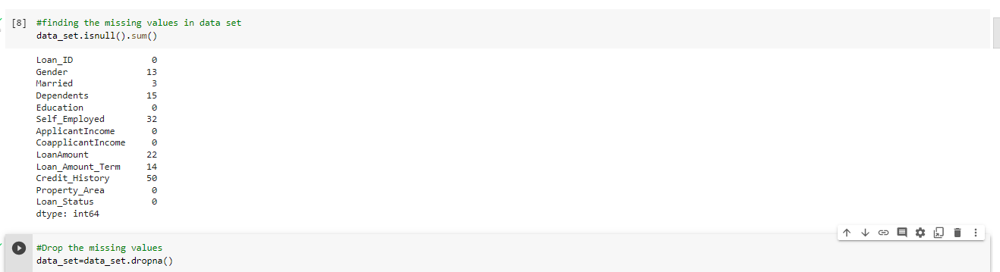 [8] #finding the missing values in data set
data_set.isnull().sum()
Loan_ID 0
Gender 13
Married 3
Dependents 15
Education 0
Self_Employed 32
ApplicantIncome 0
CoapplicantIncome 0
LoanAmount 22
Loan_Amount_Term 14
Credit_History 50
Property_Area 0
Loan_Status 0
dtype: int64
#Drop the missing values
data_set=data_set.dropna()